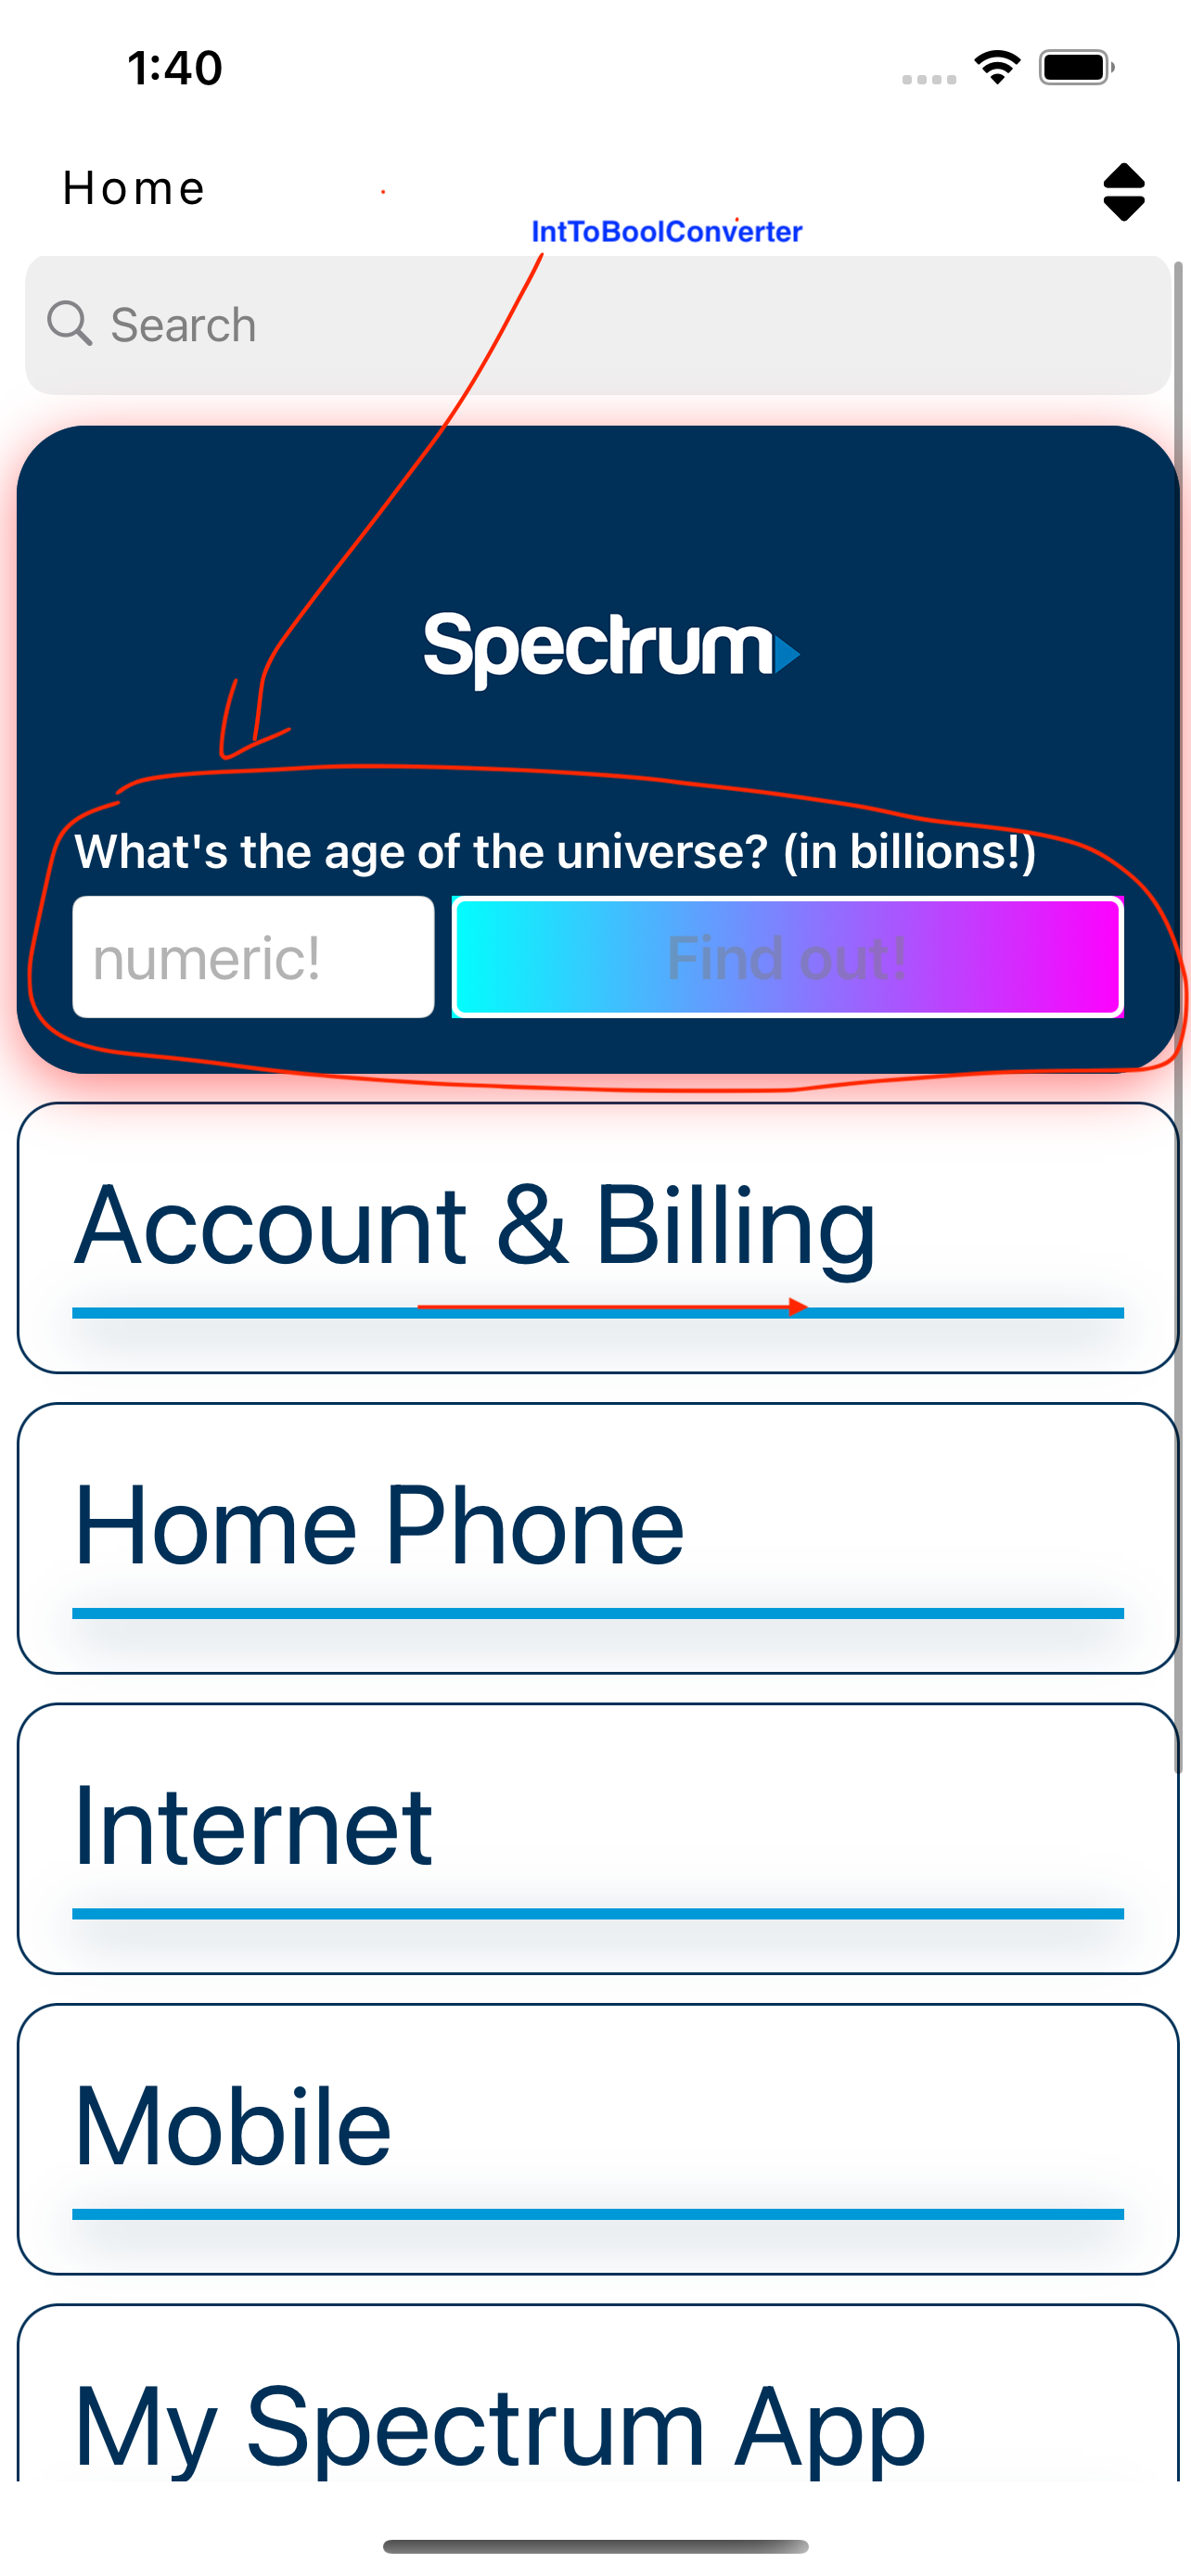 1:40
Home
IntToBoolConverter
Search
Spectrum
What's the age of the universe? (in billions!)
numeric!
Find out!
Account & Billing
Home Phone
Internet
Mobile
My Spectrum App